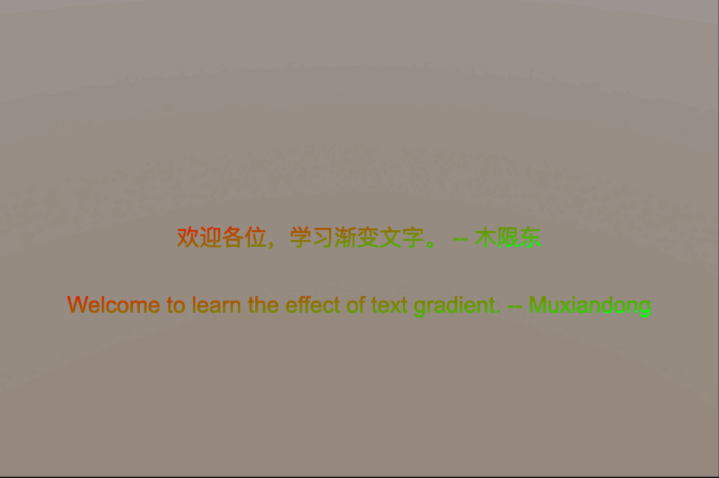 欢迎各位，学习渐变文字。 -- 木限东
Welcome to learn the effect of text gradient. -- Muxiandong